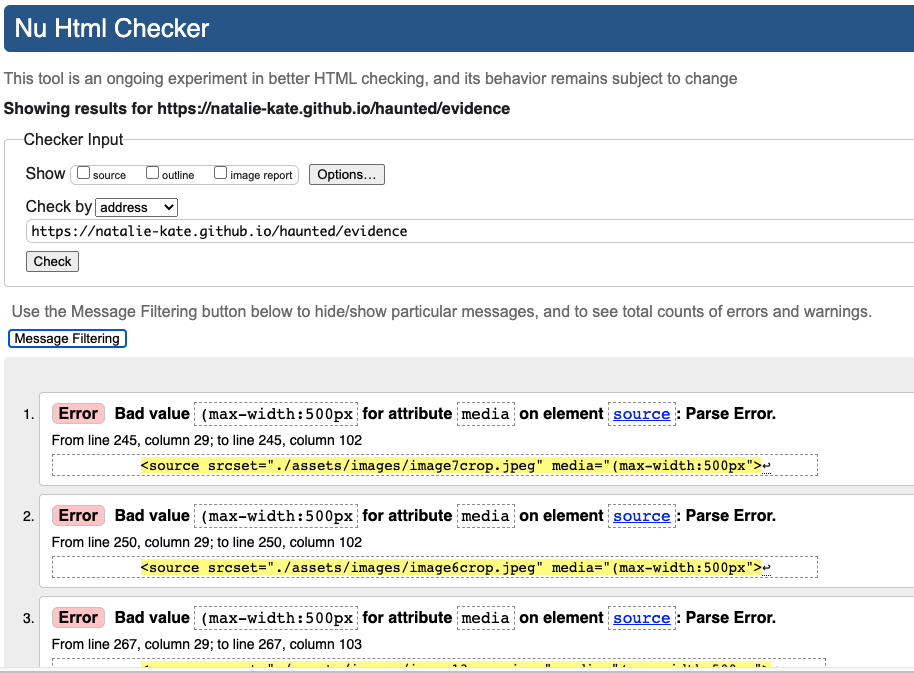 Nu Html Checker
This tool is an ongoing experiment in better HTML checking, and its behavior remains subject to change
Showing results for https://natalie-kate.github.io/haunted/evidence
Checker Input
Show source outline image report Options...
Check by address
https://natalie-kate.github.io/haunted/evidence
Check
Use the Message Filtering button below to hide/show particular messages, and to see total counts of errors and warnings.
Message Filtering
1. Error Bad value (max-width:500px for attribute media on element source: Parse Error.
From line 245, column 29; to line 245, column 102
<source srcset="./assets/images/image7crop.jpeg" media="(max-width:500px">↩
2. Error Bad value (max-width:500px for attribute media on element source: Parse Error.
From line 250, column 29; to line 250, column 102
<source srcset="./assets/images/image6crop.jpeg" media="(max-width:500px">↩
3. Error Bad value (max-width:500px for attribute media on element source: Parse Error.
From line 267, column 29; to line 267, column 103